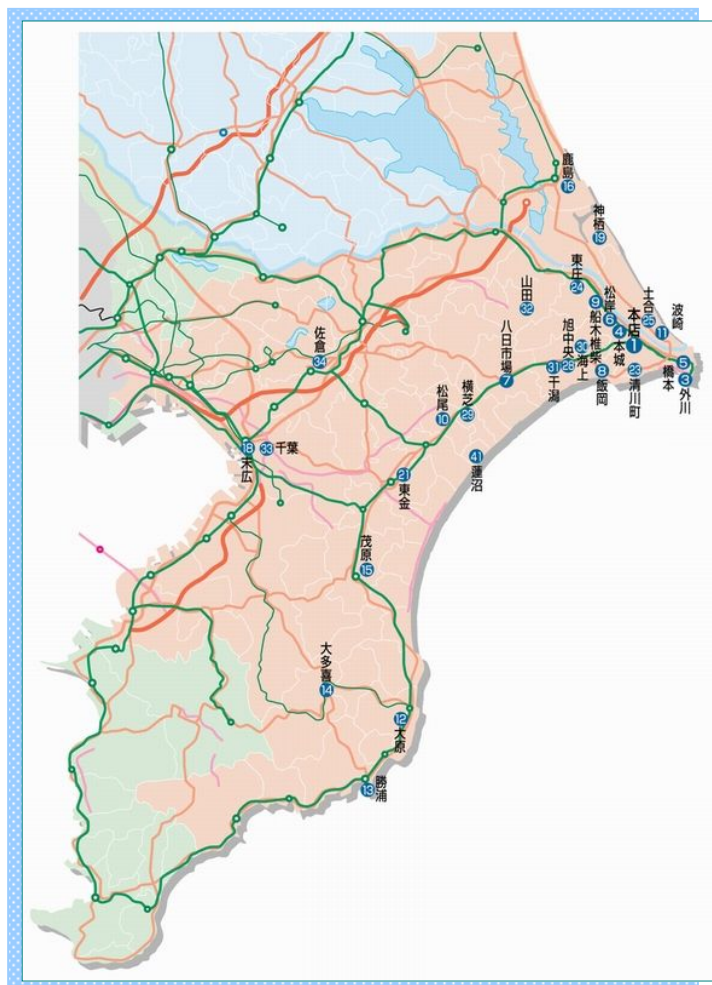 鹿島
16
神栖
19
東庄
24
山田
32
松岸
6
9
船木椎柴
土合
25
波崎
11
本店
1
4
本城
佐倉
34
八日市場
7
旭中央
28
30
海上
31
干潟
8
飯岡
23
清川町
5
橋本
3
外川
横芝
29
松尾
10
18
末広
33
千葉
41
蓮沼
21
東金
茂原
15
大多喜
14
12
大原
13
勝浦